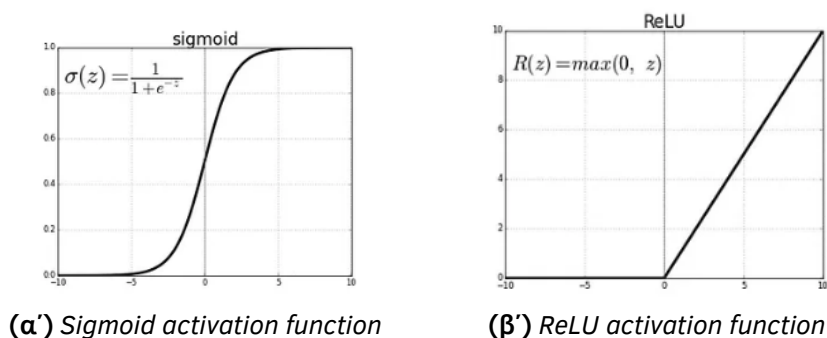 sigmoid
σ(z)=1/(1+e^-z)
1.0
0.8
0.6
0.4
0.2
0.0
−10 −5 0 5 10
(α΄) Sigmoid activation function
ReLU
R(z)=max(0, z)
10
8
6
4
2
0
−10 −5 0 5 10
(β΄) ReLU activation function